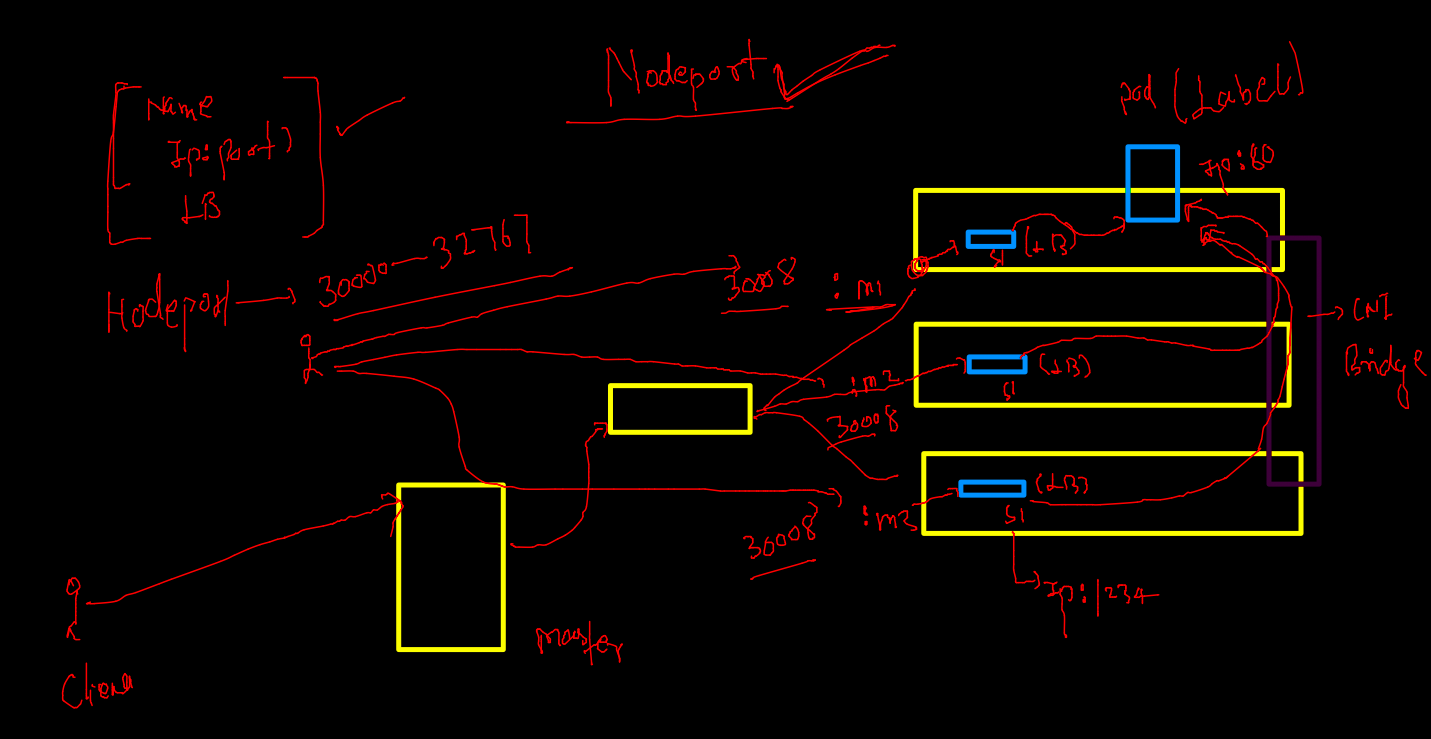 Nodeport
pod (Label)
Name
Ip:port)
LB
Ip:80
Nodeport → 30000 - 32767
30008 : m1
S1 (LB)
→ CNI
Bridge
:m2
30008
S1 (LB)
S1 (LB)
:m3
30008
Ip:1234
master
Client